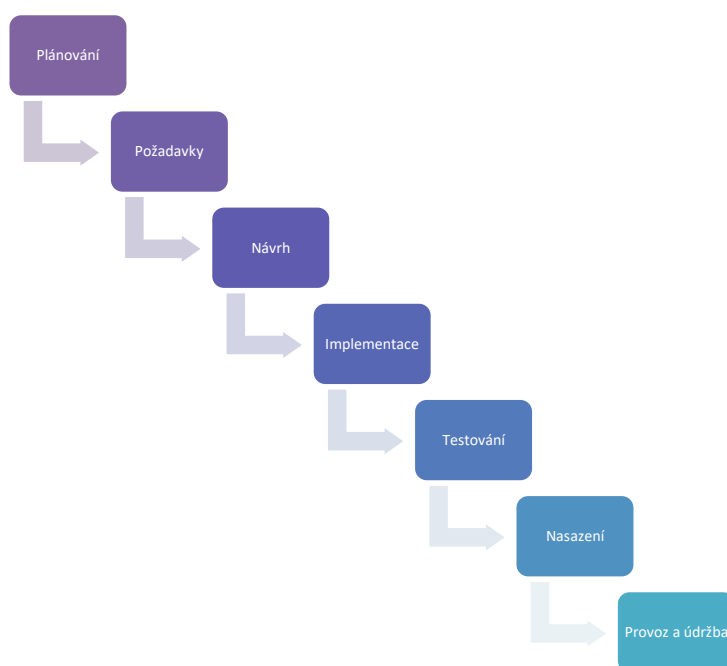 Plánování
Požadavky
Návrh
Implementace
Testování
Nasazení
Provoz a údržba